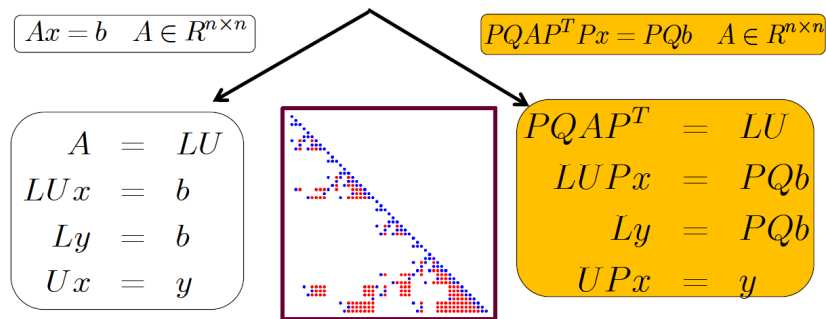 Ax = b   A ∈ R^{n×n}
PQAP^T Px = PQb   A ∈ R^{n×n}
A = LU
LUx = b
Ly = b
Ux = y
PQAP^T = LU
LUPx = PQb
Ly = PQb
UPx = y